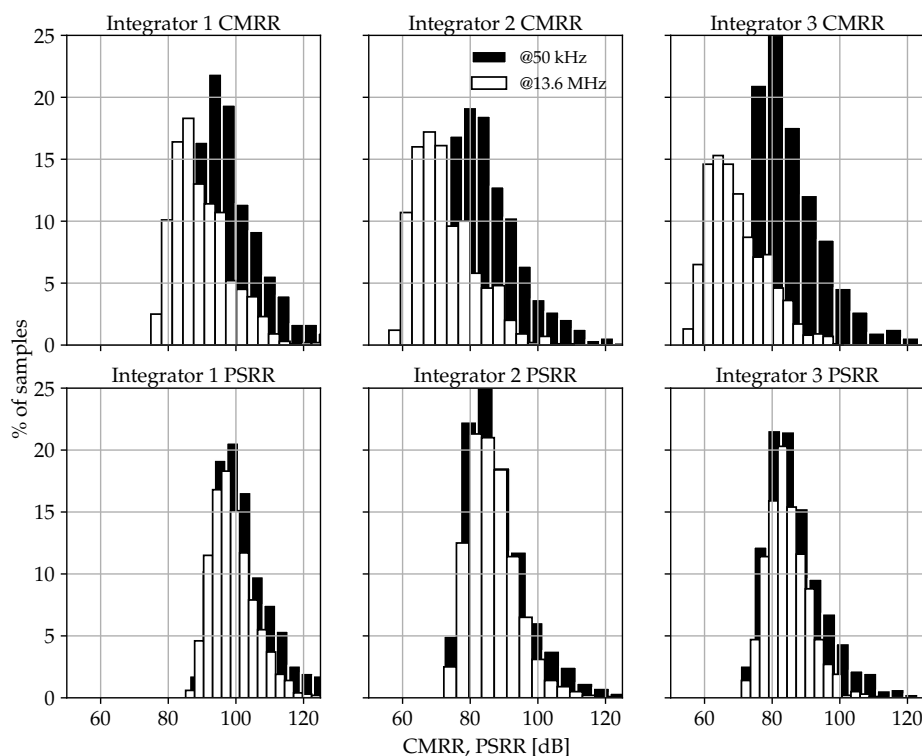 Integrator 1 CMRR
Integrator 2 CMRR
Integrator 3 CMRR
25
20
15
10
5
0
@50 kHz
@13.6 MHz
% of samples
Integrator 1 PSRR
Integrator 2 PSRR
Integrator 3 PSRR
25
20
15
10
5
0
60 80 100 120
60 80 100 120
60 80 100 120
CMRR, PSRR [dB]